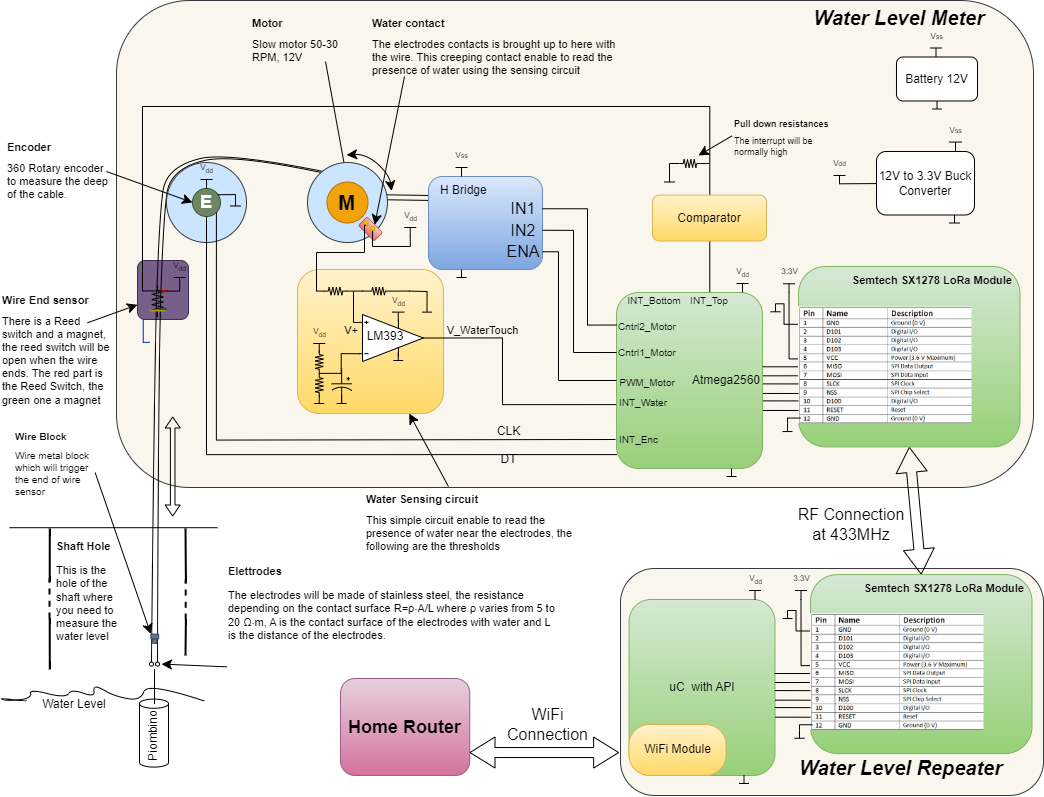 Water Level Meter
Motor
Slow motor 50-30
RPM, 12V
Water contact
The electrodes contacts is brought up to here with
the wire. This creeping contact enable to read the
presence of water using the sensing circuit
Vss
Battery 12V
Pull down resistances
The interrupt will be
normally high
Vss
Vdd
12V to 3.3V Buck
Converter
Encoder
360 Rotary encoder
to measure the deep
of the cable.
Vdd
E
M
Vdd
Vss
H Bridge
IN1
IN2
ENA
Comparator
Wire End sensor
There is a Reed
switch and a magnet,
the reed switch will be
open when the wire
ends. The red part is
the Reed Switch, the
green one a magnet
Vdd
Vdd
Vdd
V+
LM393
V_WaterTouch
Vdd
INT_Bottom
INT_Top
Cntrl2_Motor
Cntrl1_Motor
PWM_Motor
INT_Water
INT_Enc
Atmega2560
CLK
DT
3.3V
Semtech SX1278 LoRa Module
Pin Name Description
1 GND Ground (0 V)
2 D101 Digital I/O
3 D102 Digital I/O
4 D103 Digital I/O
5 VCC Power (3.6 V Maximum)
6 MISO SPI Data Output
7 MOSI SPI Data Input
8 SLCK SPI Clock
9 NSS SPI Chip Select
10 D100 Digital I/O
11 RESET Reset
12 GND Ground (0 V)
Wire Block
Wire metal block
which will trigger
the end of wire
sensor
Water Sensing circuit
This simple circuit enable to read the
presence of water near the electrodes, the
following are the thresholds
RF Connection
at 433MHz
Shaft Hole
This is the
hole of the
shaft where
you need to
measure the
water level
Elettrodes
The electrodes will be made of stainless steel, the resistance
depending on the contact surface R=ρ·A/L where ρ varies from 5 to
20 Ω·m, A is the contact surface of the electrodes with water and L
is the distance of the electrodes.
Water Level
Piombino
Home Router
WiFi
Connection
Vdd
3.3V
uC with API
WiFi Module
Semtech SX1278 LoRa Module
Pin Name Description
1 GND Ground (0 V)
2 D101 Digital I/O
3 D102 Digital I/O
4 D103 Digital I/O
5 VCC Power (3.6 V Maximum)
6 MISO SPI Data Output
7 MOSI SPI Data Input
8 SLCK SPI Clock
9 NSS SPI Chip Select
10 D100 Digital I/O
11 RESET Reset
12 GND Ground (0 V)
Water Level Repeater